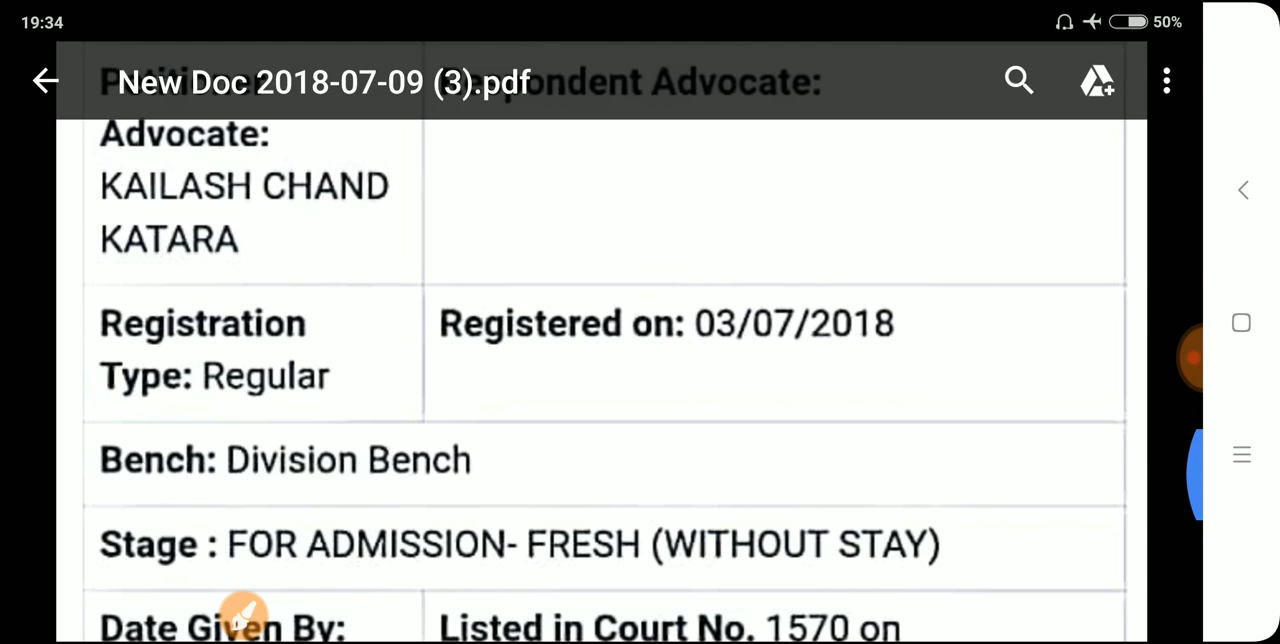 19:34
50%
New Doc 2018-07-09 (3).pdf
Respondent Advocate:
Advocate:
KAILASH CHAND
KATARA
Registration
Type: Regular
Registered on: 03/07/2018
Bench: Division Bench
Stage : FOR ADMISSION- FRESH (WITHOUT STAY)
Date Given By:
Listed in Court No. 1570 on